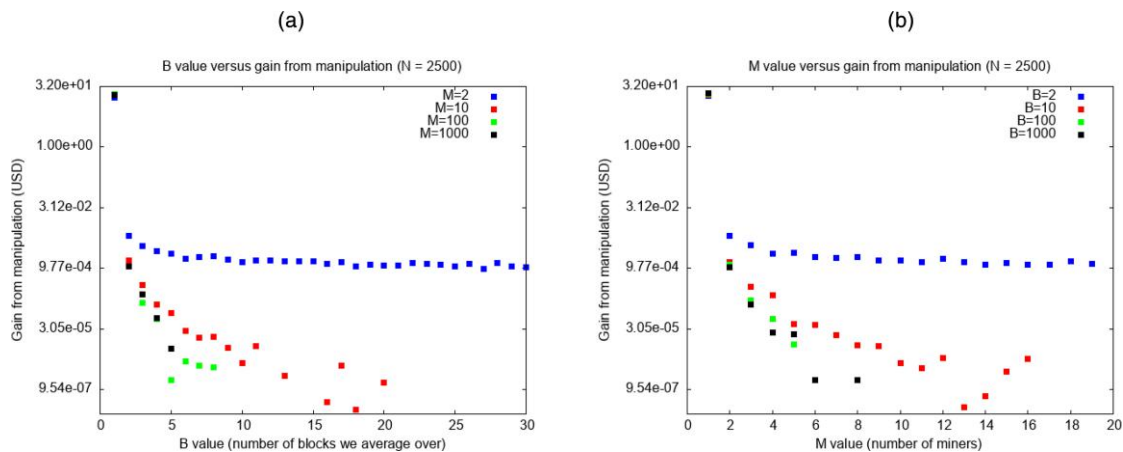 (a)
B value versus gain from manipulation (N = 2500)
Gain from manipulation (USD)
3.20e+01
1.00e+00
3.12e-02
9.77e-04
3.05e-05
9.54e-07
M=2
M=10
M=100
M=1000
0 5 10 15 20 25 30
B value (number of blocks we average over)
(b)
M value versus gain from manipulation (N = 2500)
Gain from manipulation (USD)
3.20e+01
1.00e+00
3.12e-02
9.77e-04
3.05e-05
9.54e-07
B=2
B=10
B=100
B=1000
0 2 4 6 8 10 12 14 16 18 20
M value (number of miners)